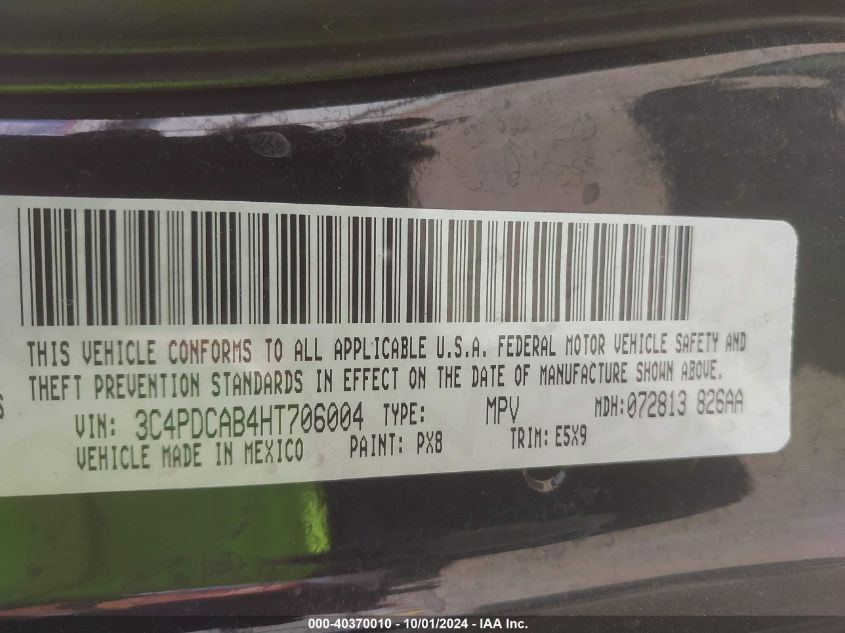 THIS VEHICLE CONFORMS TO ALL APPLICABLE U.S.A. FEDERAL MOTOR VEHICLE SAFETY AND
THEFT PREVENTION STANDARDS IN EFFECT ON THE DATE OF MANUFACTURE SHOWN ABOVE.
VIN: 3C4PDCAB4HT706004 TYPE: MPV MDH:072813 826AA
VEHICLE MADE IN MEXICO PAINT: PX8 TRIM: E5X9
000-40370010 - 10/01/2024 - IAA Inc.